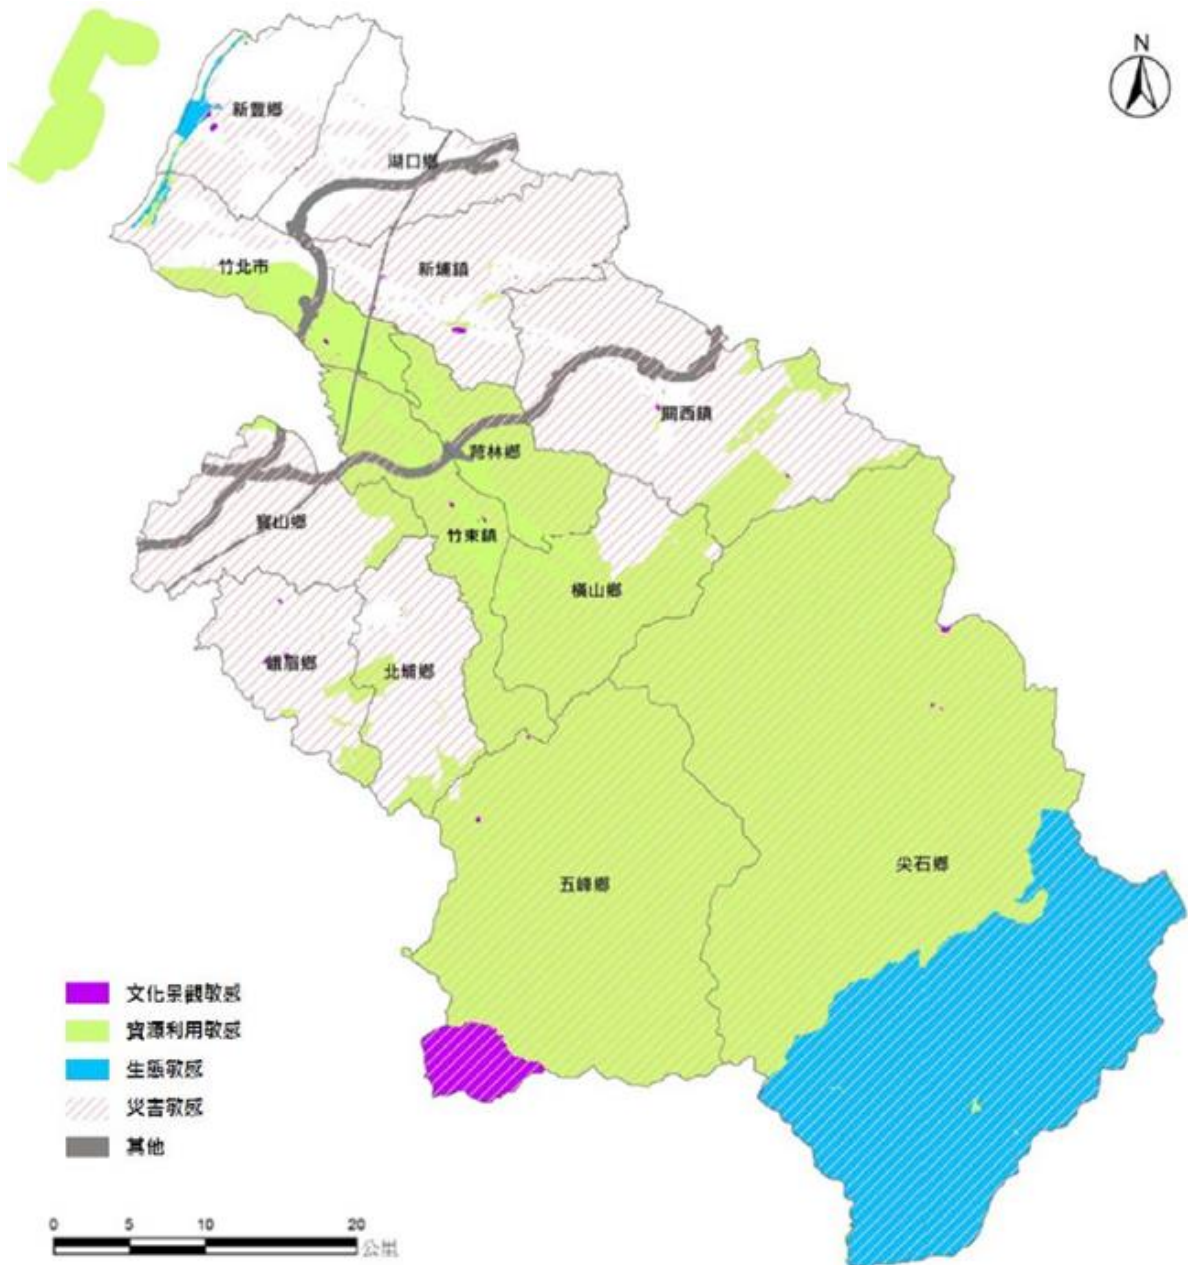 N
新豐鄉
湖口鄉
竹北市
新埔鎮
關西鎮
芎林鄉
寶山鄉
竹東鎮
橫山鄉
峨眉鄉
北埔鄉
五峰鄉
尖石鄉
文化景觀敏感
資源利用敏感
生態敏感
災害敏感
其他
0 5 10 20
公里